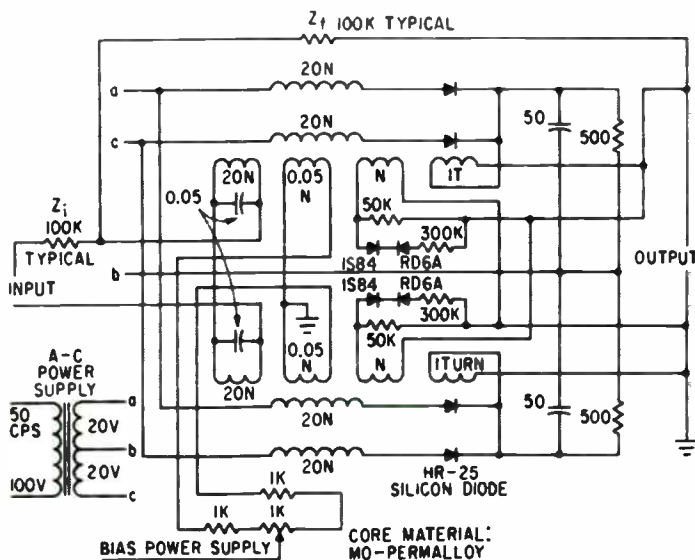 Zf 100K TYPICAL
20N
a
20N
50
500
c
20N
0.05
N
N
1T
0.05
50K
Zi
100K
TYPICAL
300K
1S84 RD6A
b
OUTPUT
INPUT
1S84 RD6A
300K
50K
0.05
N
N
1TURN
20N
A-C
POWER
SUPPLY
50
CPS
100V
a
20V
b
20V
c
20N
50
500
20N
HR-25
SILICON DIODE
1K
1K
1K
BIAS POWER SUPPLY
CORE MATERIAL:
MO-PERMALLOY